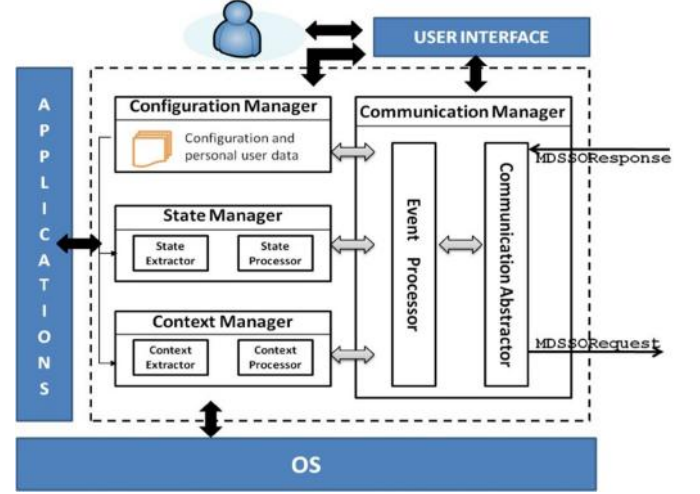 USER INTERFACE
APPLICATIONS
Configuration Manager
Configuration and
personal user data
State Manager
State
Extractor
State
Processor
Context Manager
Context
Extractor
Context
Processor
Communication Manager
Event Processor
Communication Abstractor
MDSSOResponse
MDSSORequest
OS